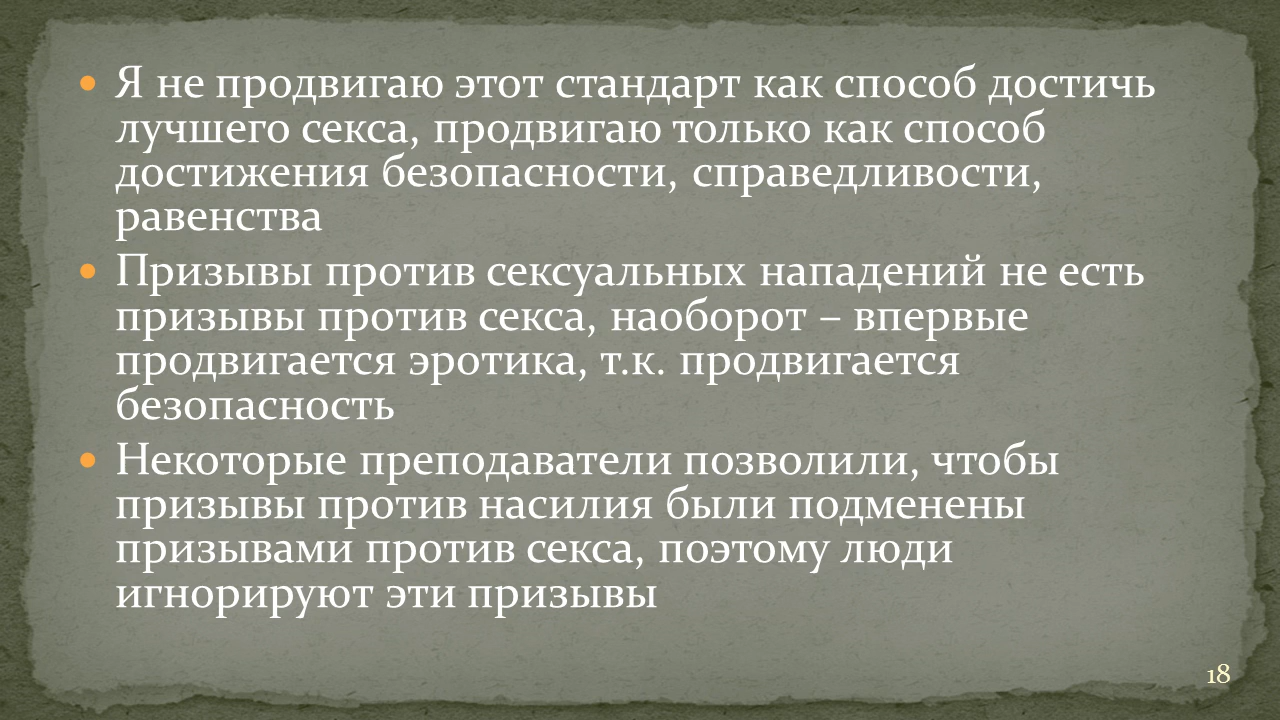 Я не продвигаю этот стандарт как способ достичь
лучшего секса, продвигаю только как способ
достижения безопасности, справедливости,
равенства
Призывы против сексуальных нападений не есть
призывы против секса, наоборот – впервые
продвигается эротика, т.к. продвигается
безопасность
Некоторые преподаватели позволили, чтобы
призывы против насилия были подменены
призывами против секса, поэтому люди
игнорируют эти призывы
18